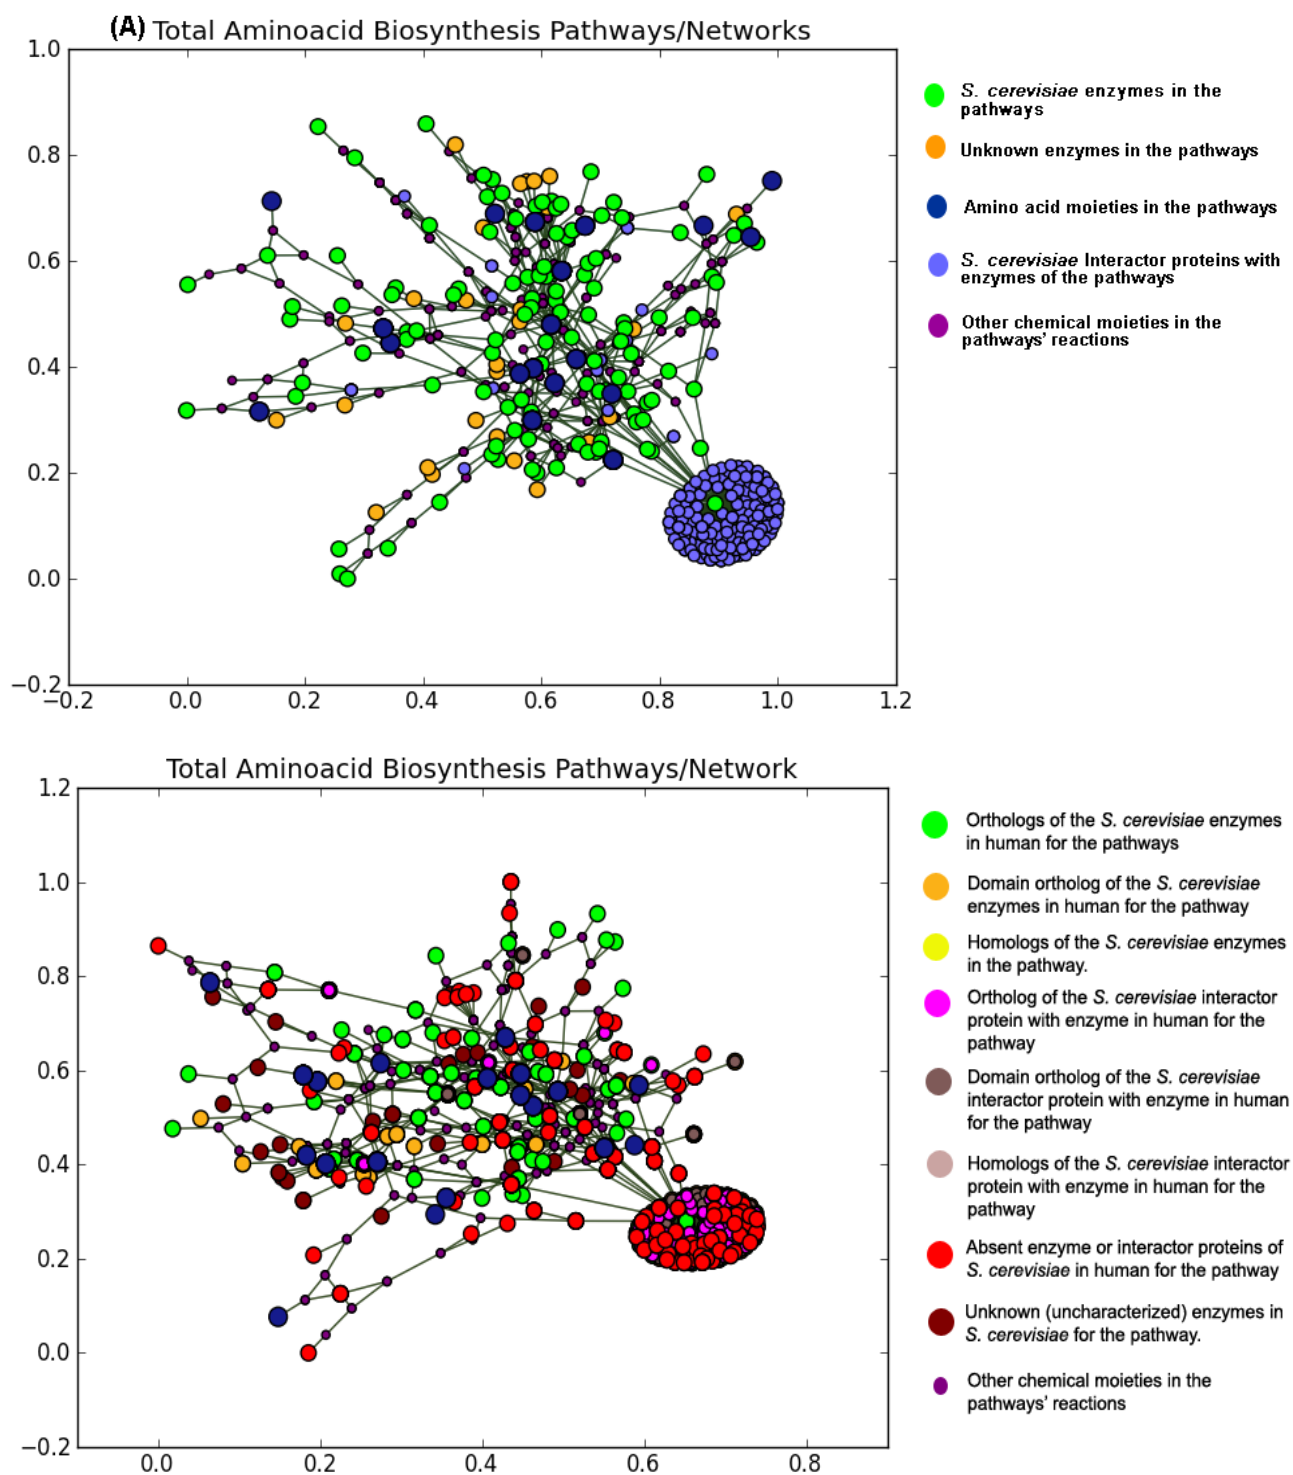 (A) Total Aminoacid Biosynthesis Pathways/Networks
1.0
0.8
0.6
0.4
0.2
0.0
−0.2
−0.2 0.0 0.2 0.4 0.6 0.8 1.0 1.2
S. cerevisiae enzymes in the
pathways
Unknown enzymes in the pathways
Amino acid moieties in the pathways
S. cerevisiae Interactor proteins with
enzymes of the pathways
Other chemical moieties in the
pathways' reactions
Total Aminoacid Biosynthesis Pathways/Network
1.2
1.0
0.8
0.6
0.4
0.2
0.0
−0.2
0.0 0.2 0.4 0.6 0.8
Orthologs of the S. cerevisiae enzymes
in human for the pathways
Domain ortholog of the S. cerevisiae
enzymes in human for the pathway
Homologs of the S. cerevisiae enzymes
in the pathway.
Ortholog of the S. cerevisiae interactor
protein with enzyme in human for the
pathway
Domain ortholog of the S. cerevisiae
interactor protein with enzyme in human
for the pathway
Homologs of the S. cerevisiae interactor
protein with enzyme in human for the
pathway
Absent enzyme or interactor proteins of
S. cerevisiae in human for the pathway
Unknown (uncharacterized) enzymes in
S. cerevisiae for the pathway.
Other chemical moieties in the
pathways' reactions